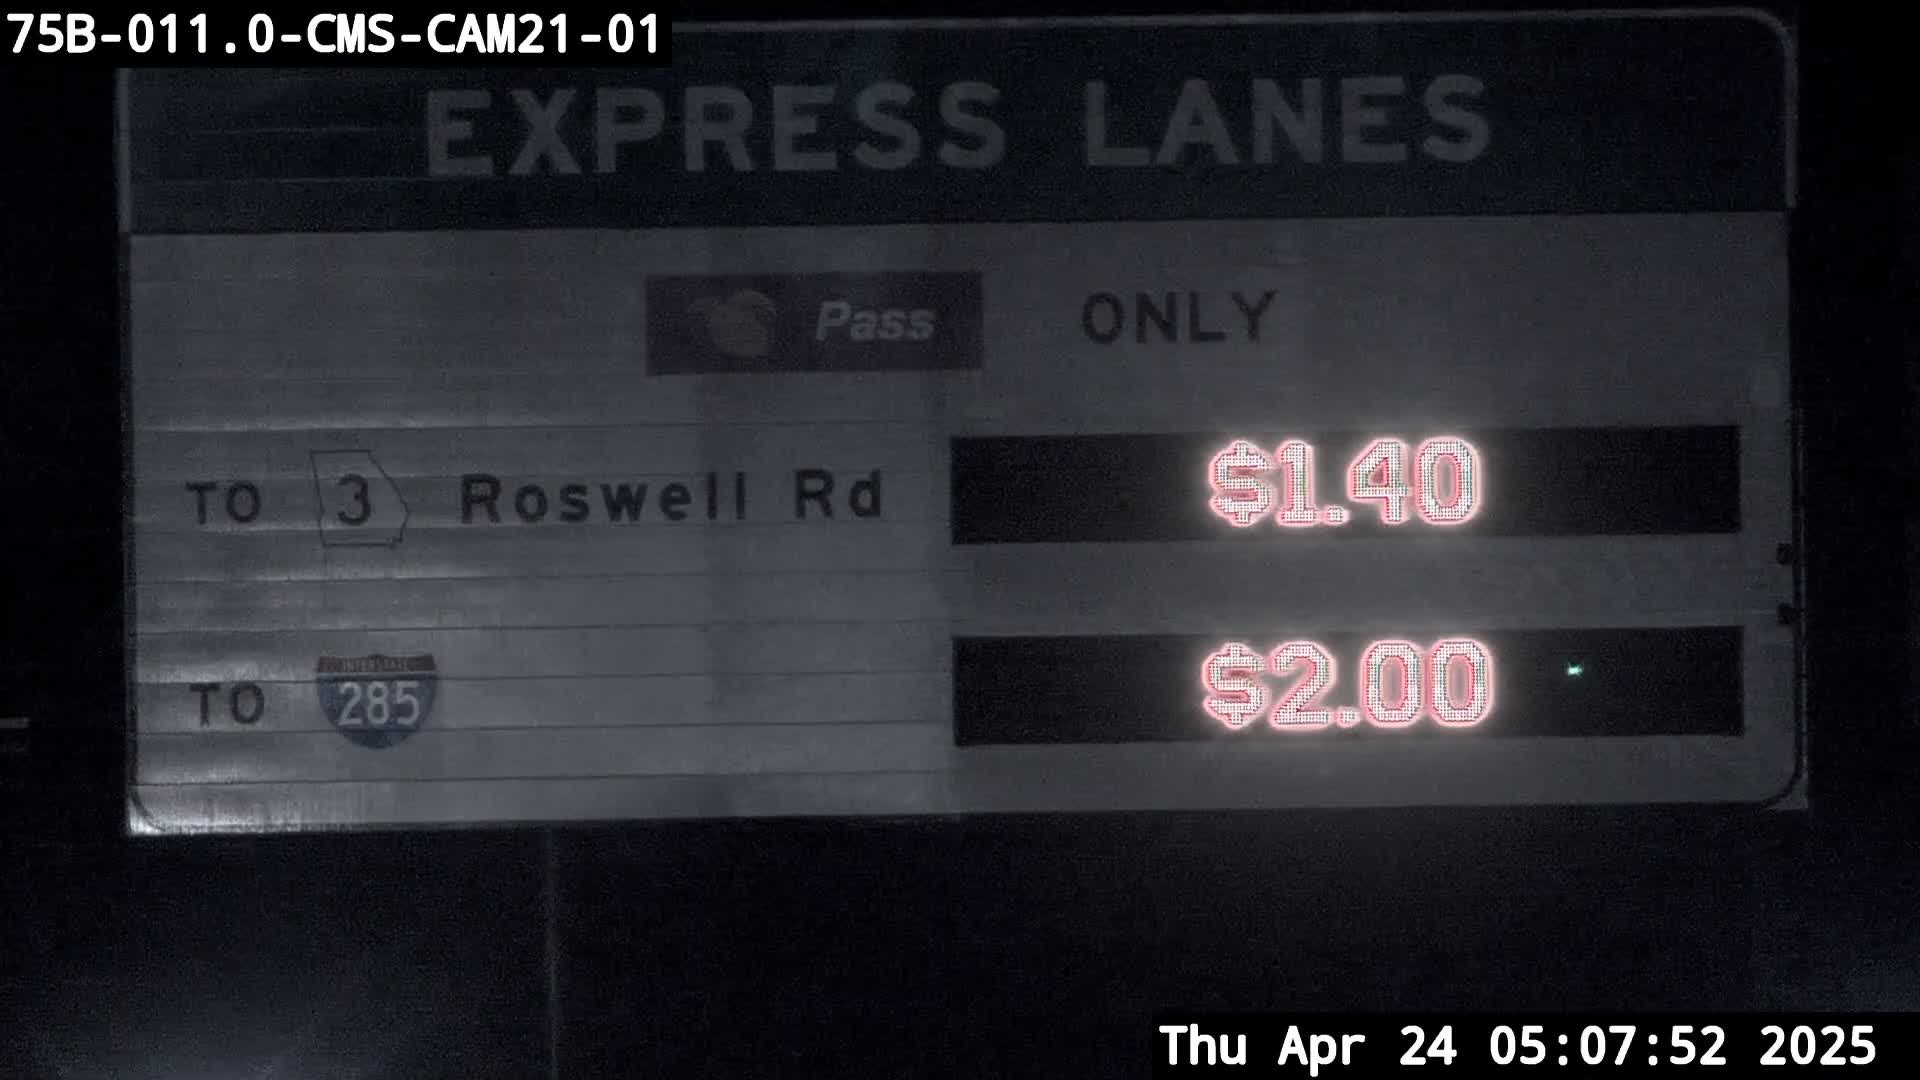 75B-011.0-CMS-CAM21-01
EXPRESS LANES
Pass ONLY
TO 3 Roswell Rd $1.40
INTERSTATE
TO 285 $2.00
Thu Apr 24 05:07:52 2025